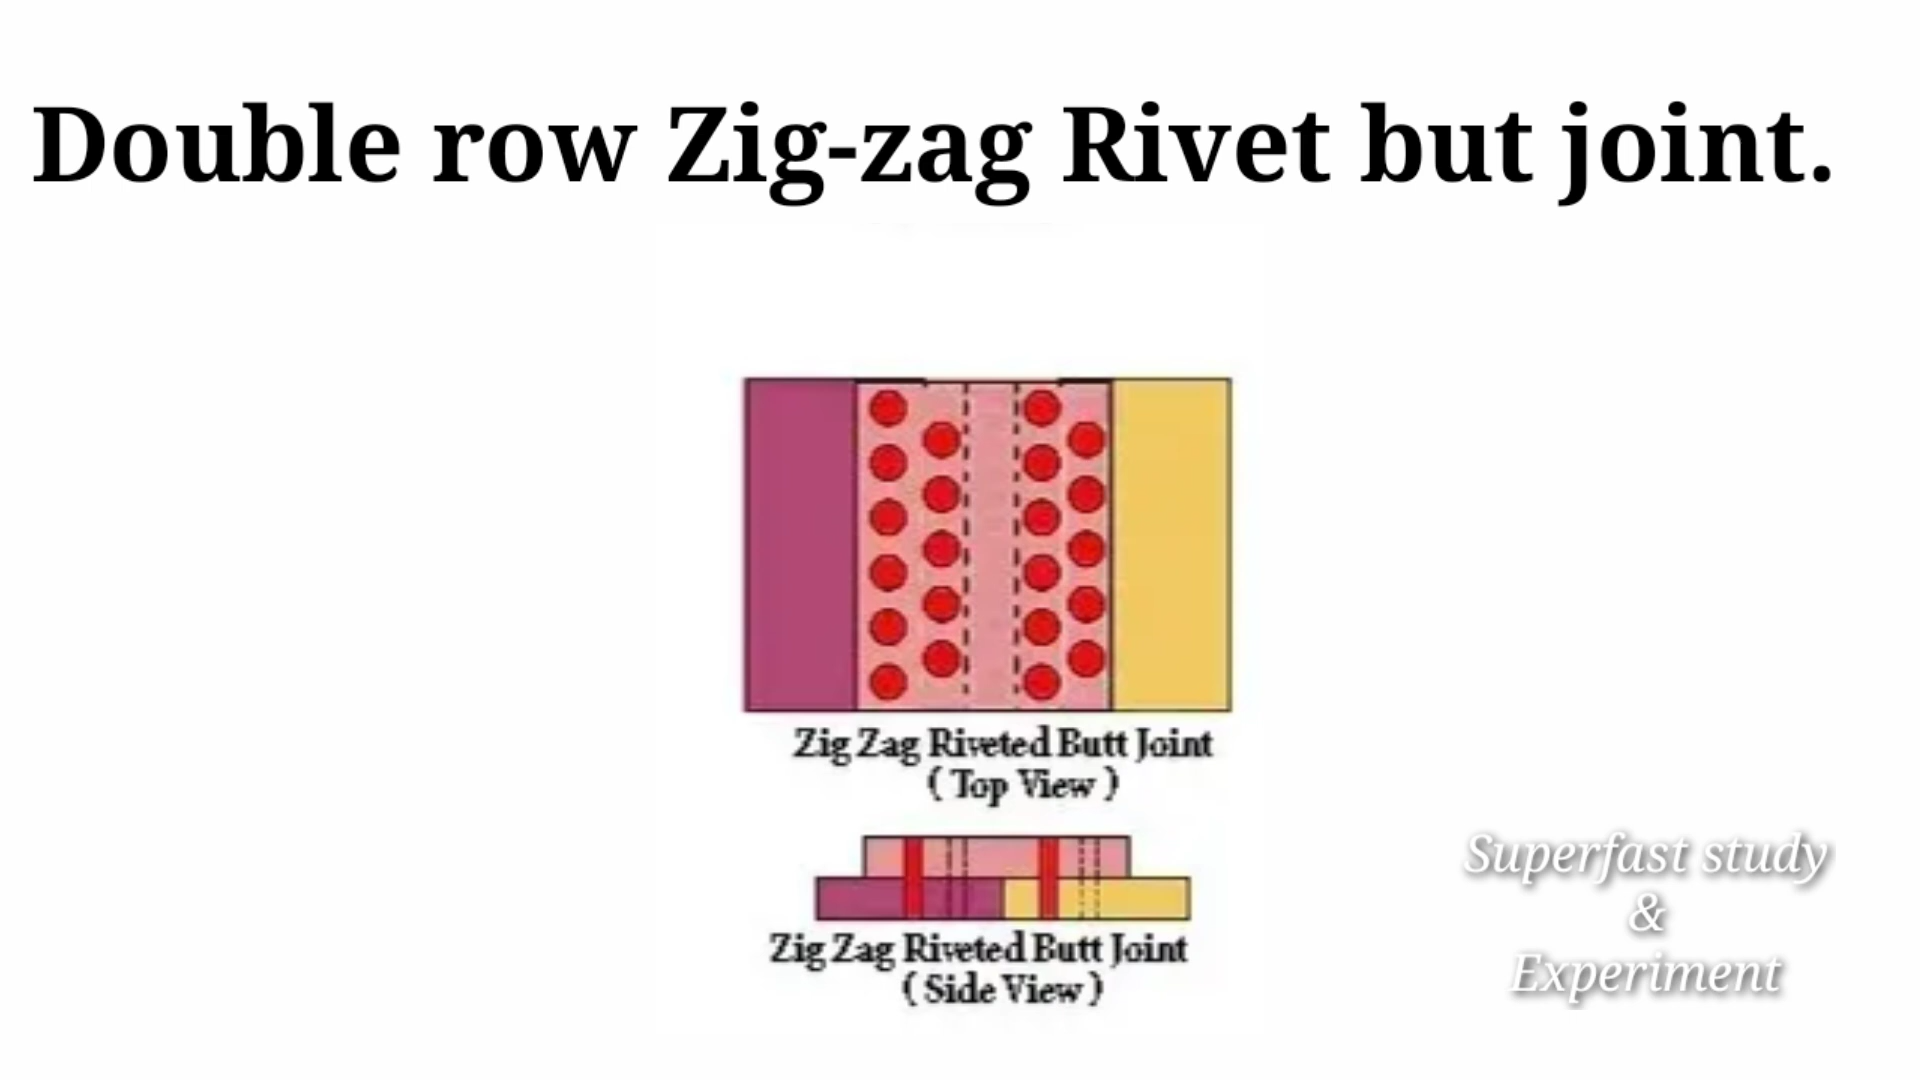 Double row Zig-zag Rivet but joint.
Zig Zag Riveted Butt Joint
( Top View )
Zig Zag Riveted Butt Joint
( Side View )
Superfast study
&
Experiment